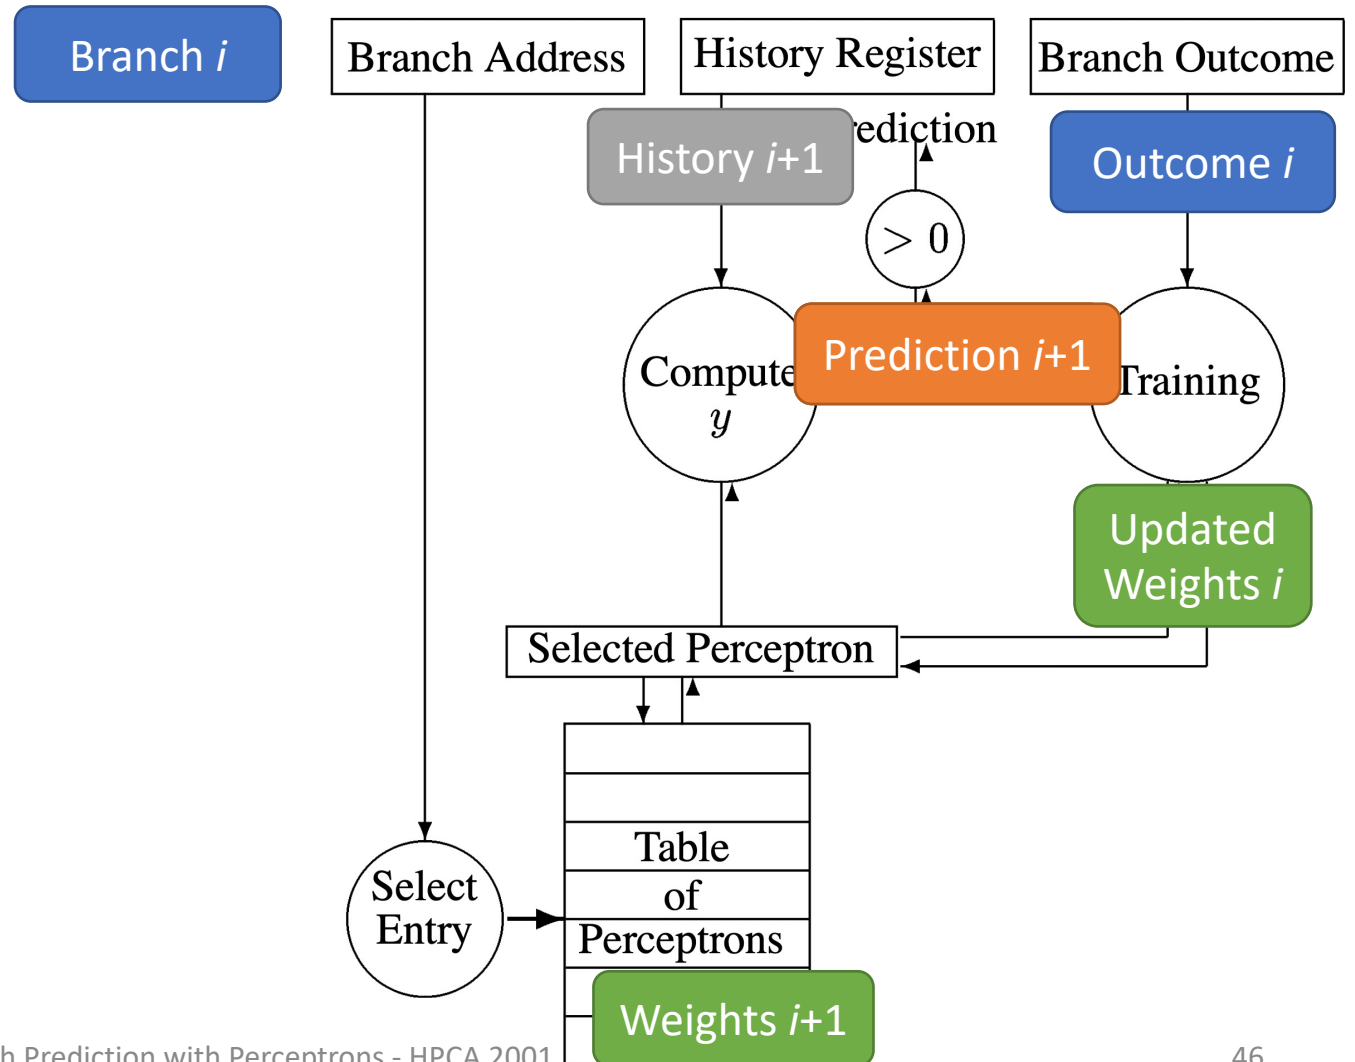 Branch i
Branch Address
History Register
Branch Outcome
rediction
History i+1
Outcome i
> 0
Prediction i+1
Compute
y
Training
Updated
Weights i
Selected Perceptron
Table
of
Perceptrons
Select
Entry
Weights i+1
h Prediction with Perceptrons - HPCA 2001
46